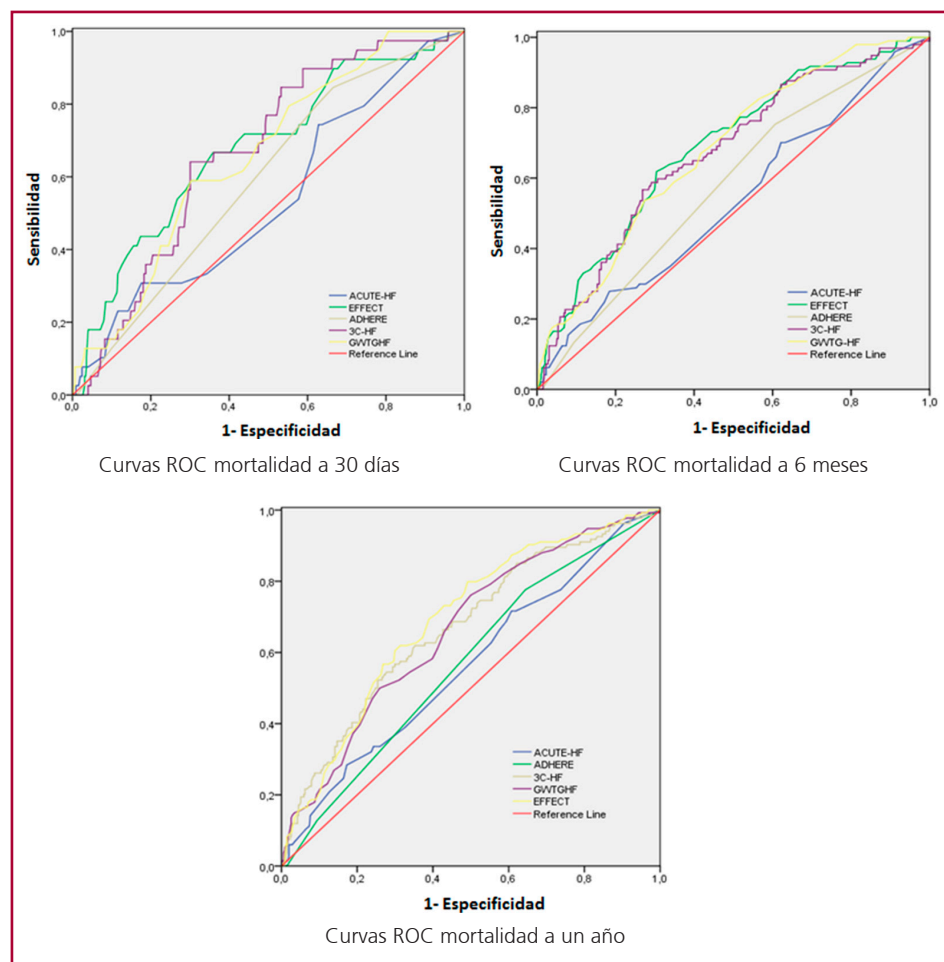 1,0
0,8
0,6
0,4
0,2
0,0
Sensibilidad
ACUTE-HF
EFFECT
ADHERE
3C-HF
GWTGHF
Reference Line
0,0 0,2 0,4 0,6 0,8 1,0
1- Especificidad
Curvas ROC mortalidad a 30 días
1,0
0,8
0,6
0,4
0,2
0,0
Sensibilidad
ACUTE-HF
EFFECT
ADHERE
3C-HF
GWTG-HF
Reference Line
0,0 0,2 0,4 0,6 0,8 1,0
1- Especificidad
Curvas ROC mortalidad a 6 meses
1,0
0,8
0,6
0,4
0,2
0,0
ACUTE-HF
ADHERE
3C-HF
GWTGHF
EFFECT
Reference Line
0,0 0,2 0,4 0,6 0,8 1,0
1- Especificidad
Curvas ROC mortalidad a un año